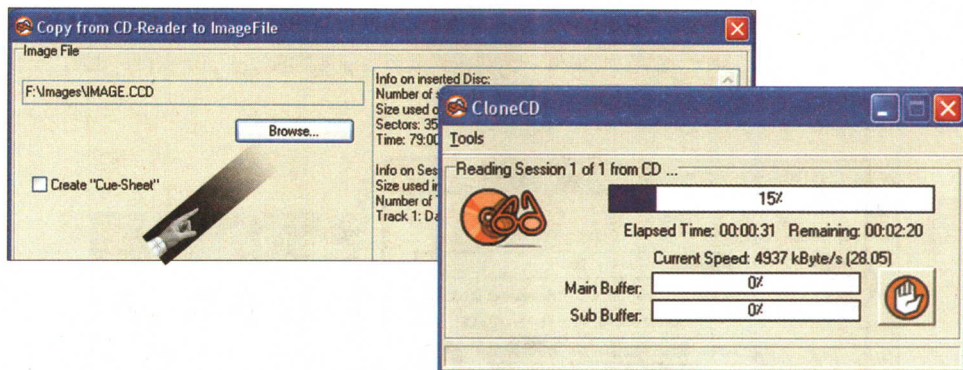 Copy from CD-Reader to ImageFile
Image File
F:\Images\IMAGE.CCD
Browse...
Create "Cue-Sheet"
Info on inserted Disc:
Number of
Size used
Sectors: 35
Time: 79:00
Info on Ses
Size used
Number of
Track 1: Da
CloneCD
Tools
Reading Session 1 of 1 from CD ...
15%
Elapsed Time: 00:00:31 Remaining: 00:02:20
Current Speed: 4937 kByte/s (28.05)
Main Buffer: 0%
Sub Buffer: 0%